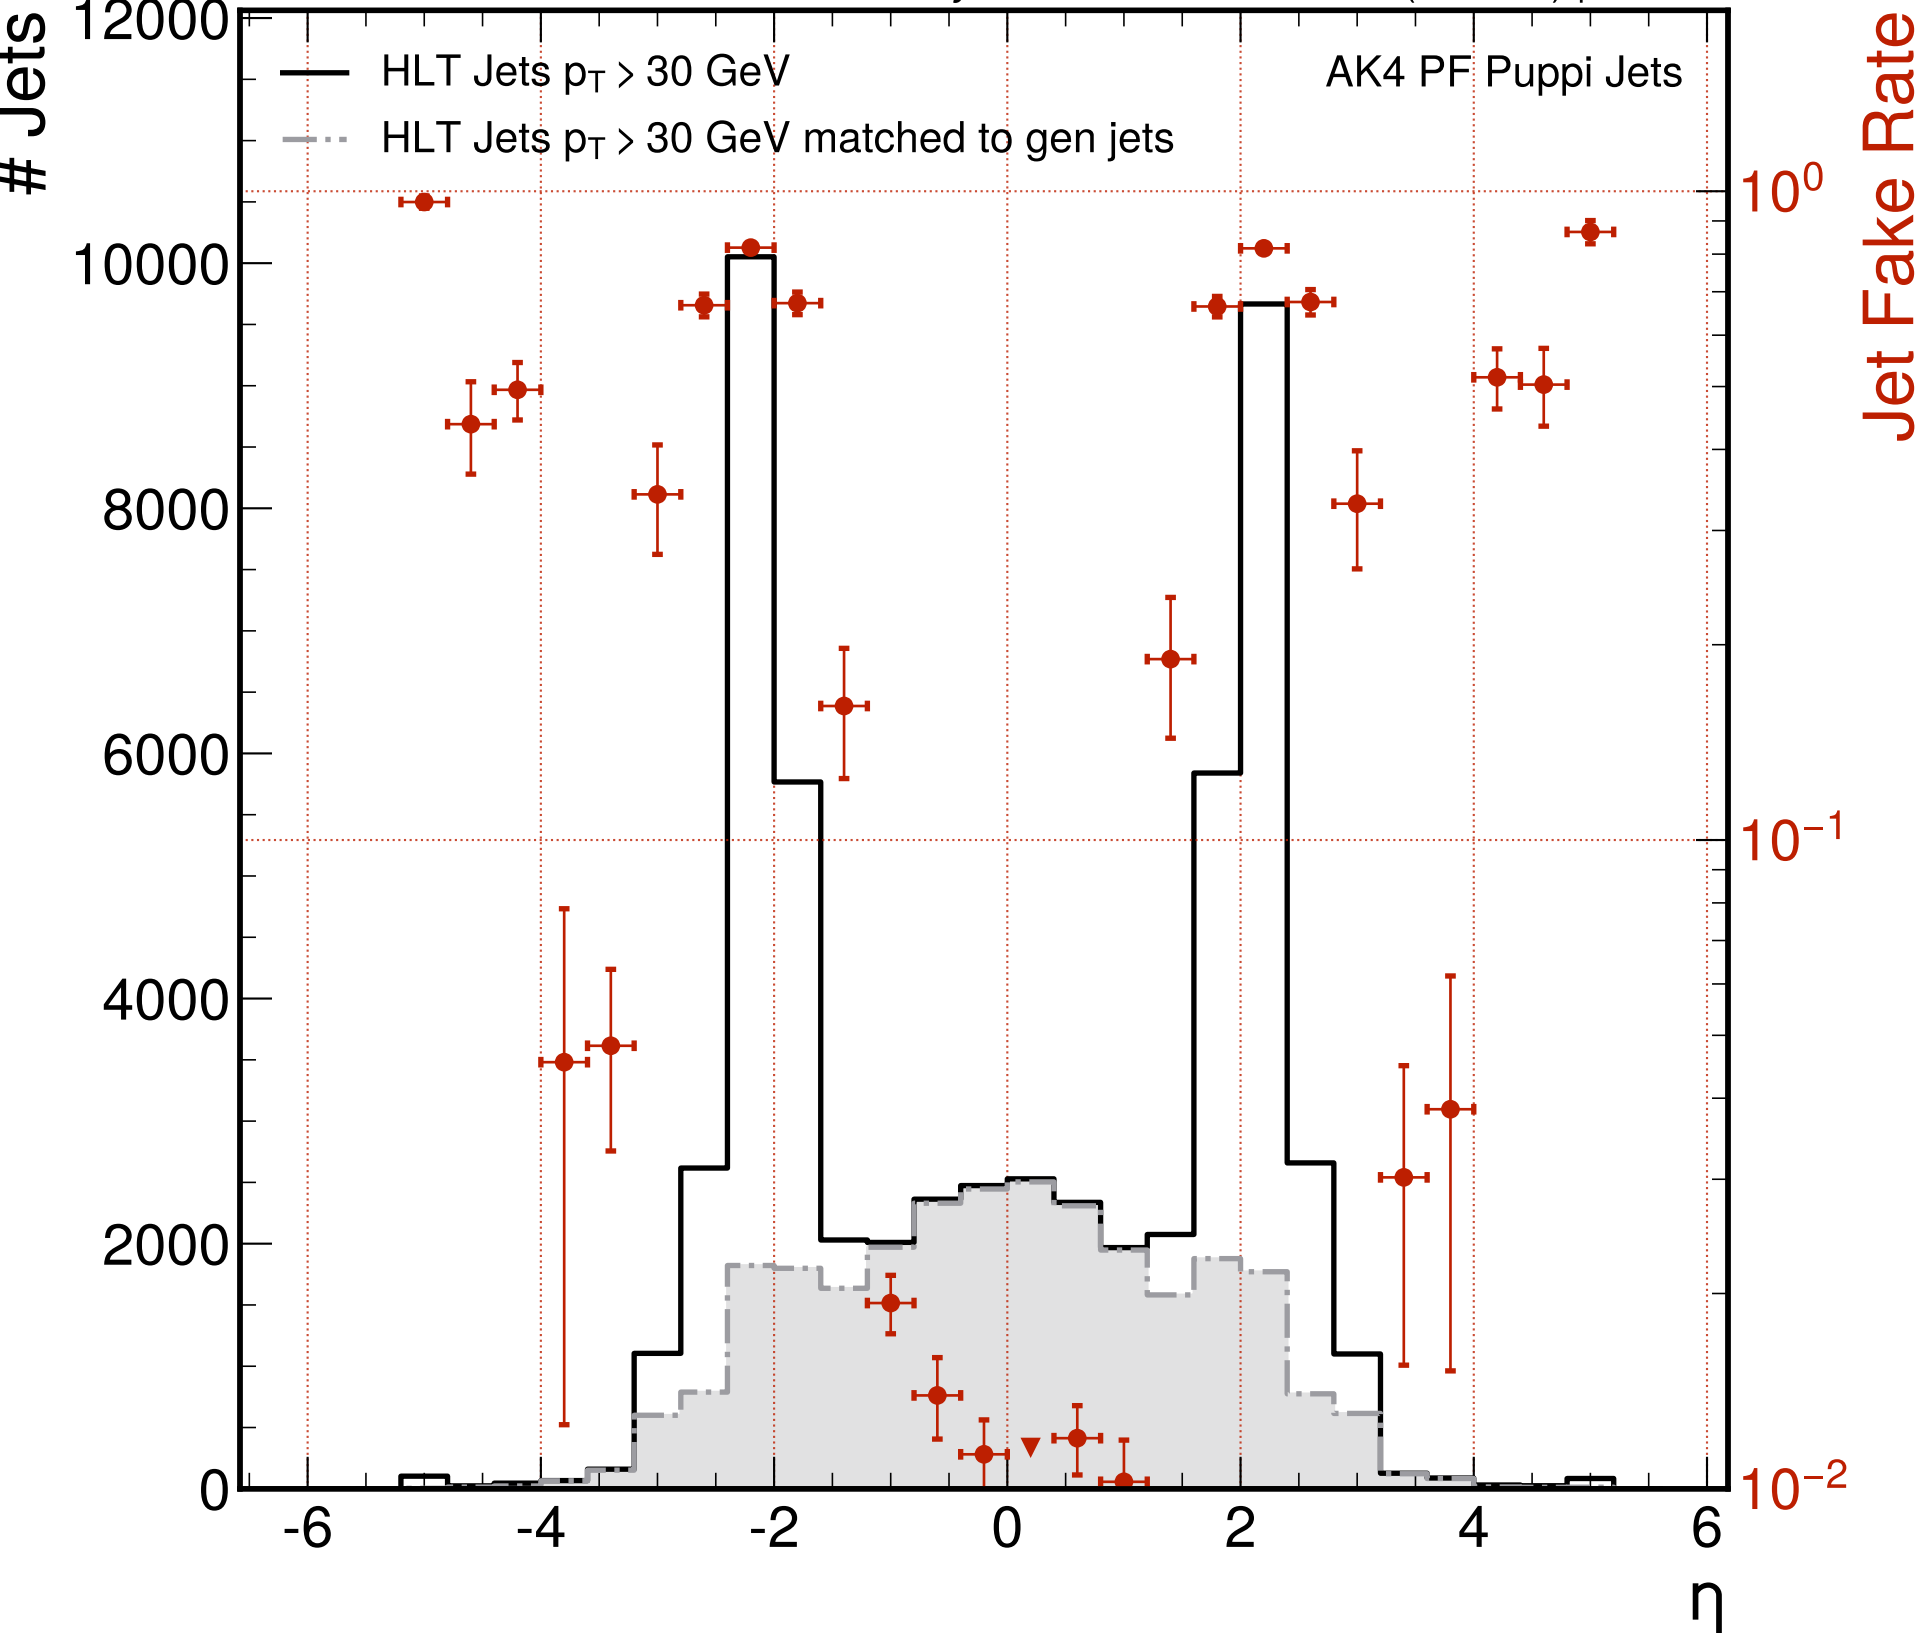 # Jets
12000
10000
8000
6000
4000
2000
0
HLT Jets p_T > 30 GeV
HLT Jets p_T > 30 GeV matched to gen jets
AK4 PF Puppi Jets
Jet Fake Rate
10^0
10^−1
10^−2
-6 -4 -2 0 2 4 6
η